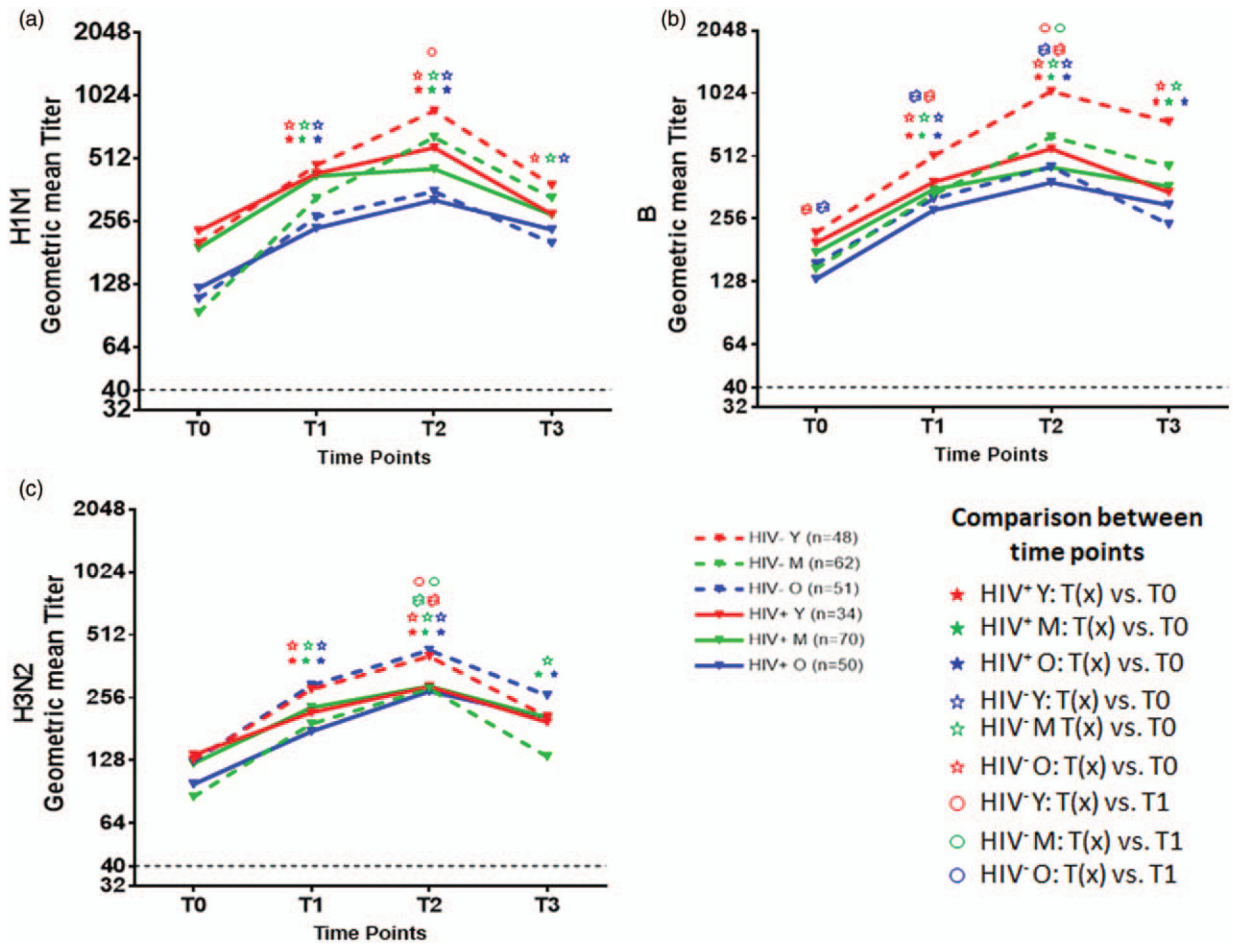 (a)
2048
1024
512
256
128
64
40
32
H1N1
Geometric mean Titer
T0 T1 T2 T3
Time Points
(b)
2048
1024
512
256
128
64
40
32
B
Geometric mean Titer
T0 T1 T2 T3
Time Points
(c)
2048
1024
512
256
128
64
40
32
H3N2
Geometric mean Titer
T0 T1 T2 T3
Time Points
HIV- Y (n=48)
HIV- M (n=62)
HIV- O (n=51)
HIV+ Y (n=34)
HIV+ M (n=70)
HIV+ O (n=50)
Comparison between
time points
HIV⁺ Y: T(x) vs. T0
HIV⁺ M: T(x) vs. T0
HIV⁺ O: T(x) vs. T0
HIV⁻ Y: T(x) vs. T0
HIV⁻ M T(x) vs. T0
HIV⁻ O: T(x) vs. T0
HIV⁻ Y: T(x) vs. T1
HIV⁻ M: T(x) vs. T1
HIV⁻ O: T(x) vs. T1